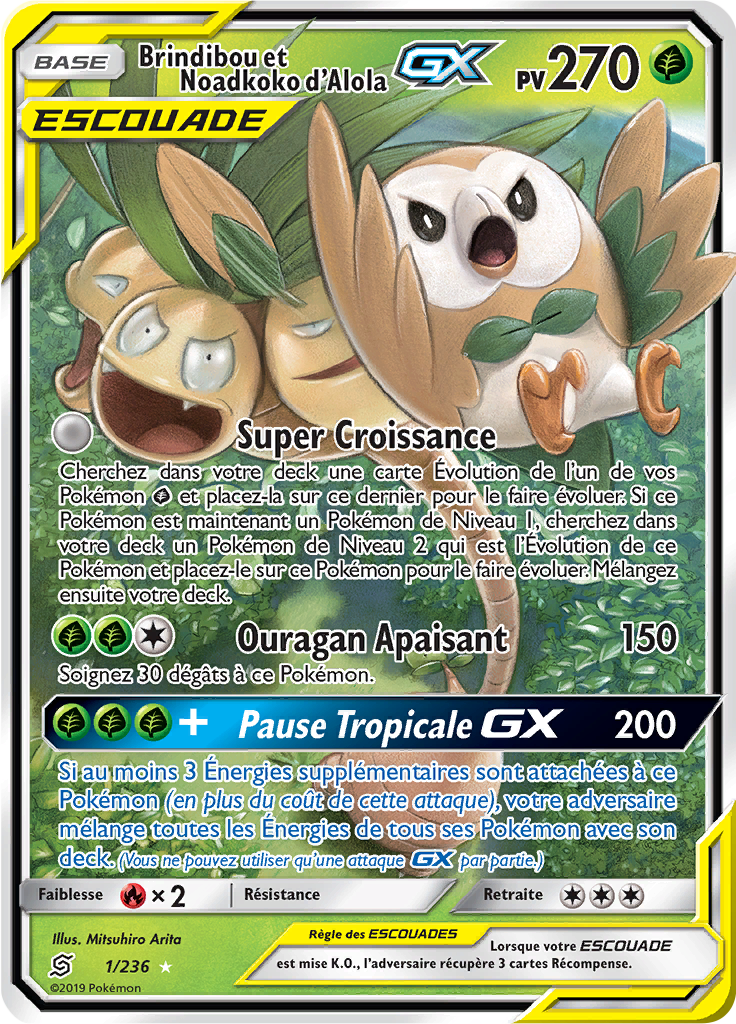 BASE
Brindibou et
Noadkoko d'Alola
GX
PV 270
ESCOUADE
Super Croissance
Cherchez dans votre deck une carte Évolution de l'un de vos
Pokémon et placez-la sur ce dernier pour le faire évoluer. Si ce
Pokémon est maintenant un Pokémon de Niveau 1, cherchez dans
votre deck un Pokémon de Niveau 2 qui est l'Évolution de ce
Pokémon et placez-le sur ce Pokémon pour le faire évoluer. Mélangez
ensuite votre deck.
Ouragan Apaisant 150
Soignez 30 dégâts à ce Pokémon.
+ Pause Tropicale GX 200
Si au moins 3 Énergies supplémentaires sont attachées à ce
Pokémon (en plus du coût de cette attaque), votre adversaire
mélange toutes les Énergies de tous ses Pokémon avec son
deck. (Vous ne pouvez utiliser qu'une attaque GX par partie.)
Faiblesse ×2 Résistance Retraite
Illus. Mitsuhiro Arita
1/236
©2019 Pokémon
Règle des ESCOUADES
Lorsque votre ESCOUADE
est mise K.O., l'adversaire récupère 3 cartes Récompense.